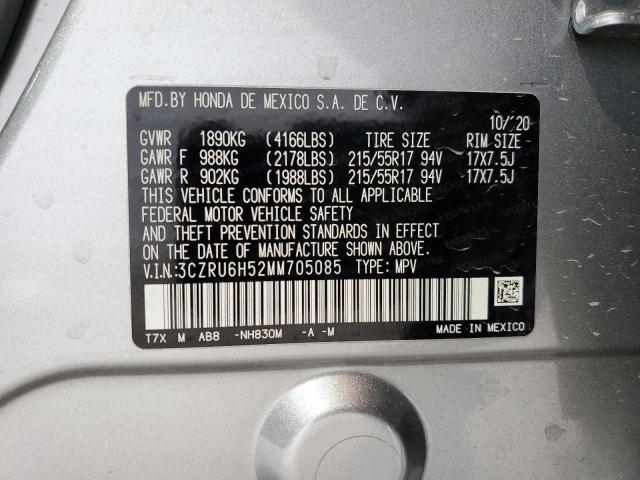 MFD.BY HONDA DE MEXICO S.A. DE C.V.
10/'20
GVWR 1890KG (4166LBS) TIRE SIZE RIM SIZE
GAWR F 988KG (2178LBS) 215/55R17 94V 17X7.5J
GAWR R 902KG (1988LBS) 215/55R17 94V 17X7.5J
THIS VEHICLE CONFORMS TO ALL APPLICABLE
FEDERAL MOTOR VEHICLE SAFETY
AND THEFT PREVENTION STANDARDS IN EFFECT
ON THE DATE OF MANUFACTURE SHOWN ABOVE.
V.I.N:3CZRU6H52MM705085 TYPE: MPV
T7X M AB8 -NH830M -A -M MADE IN MEXICO